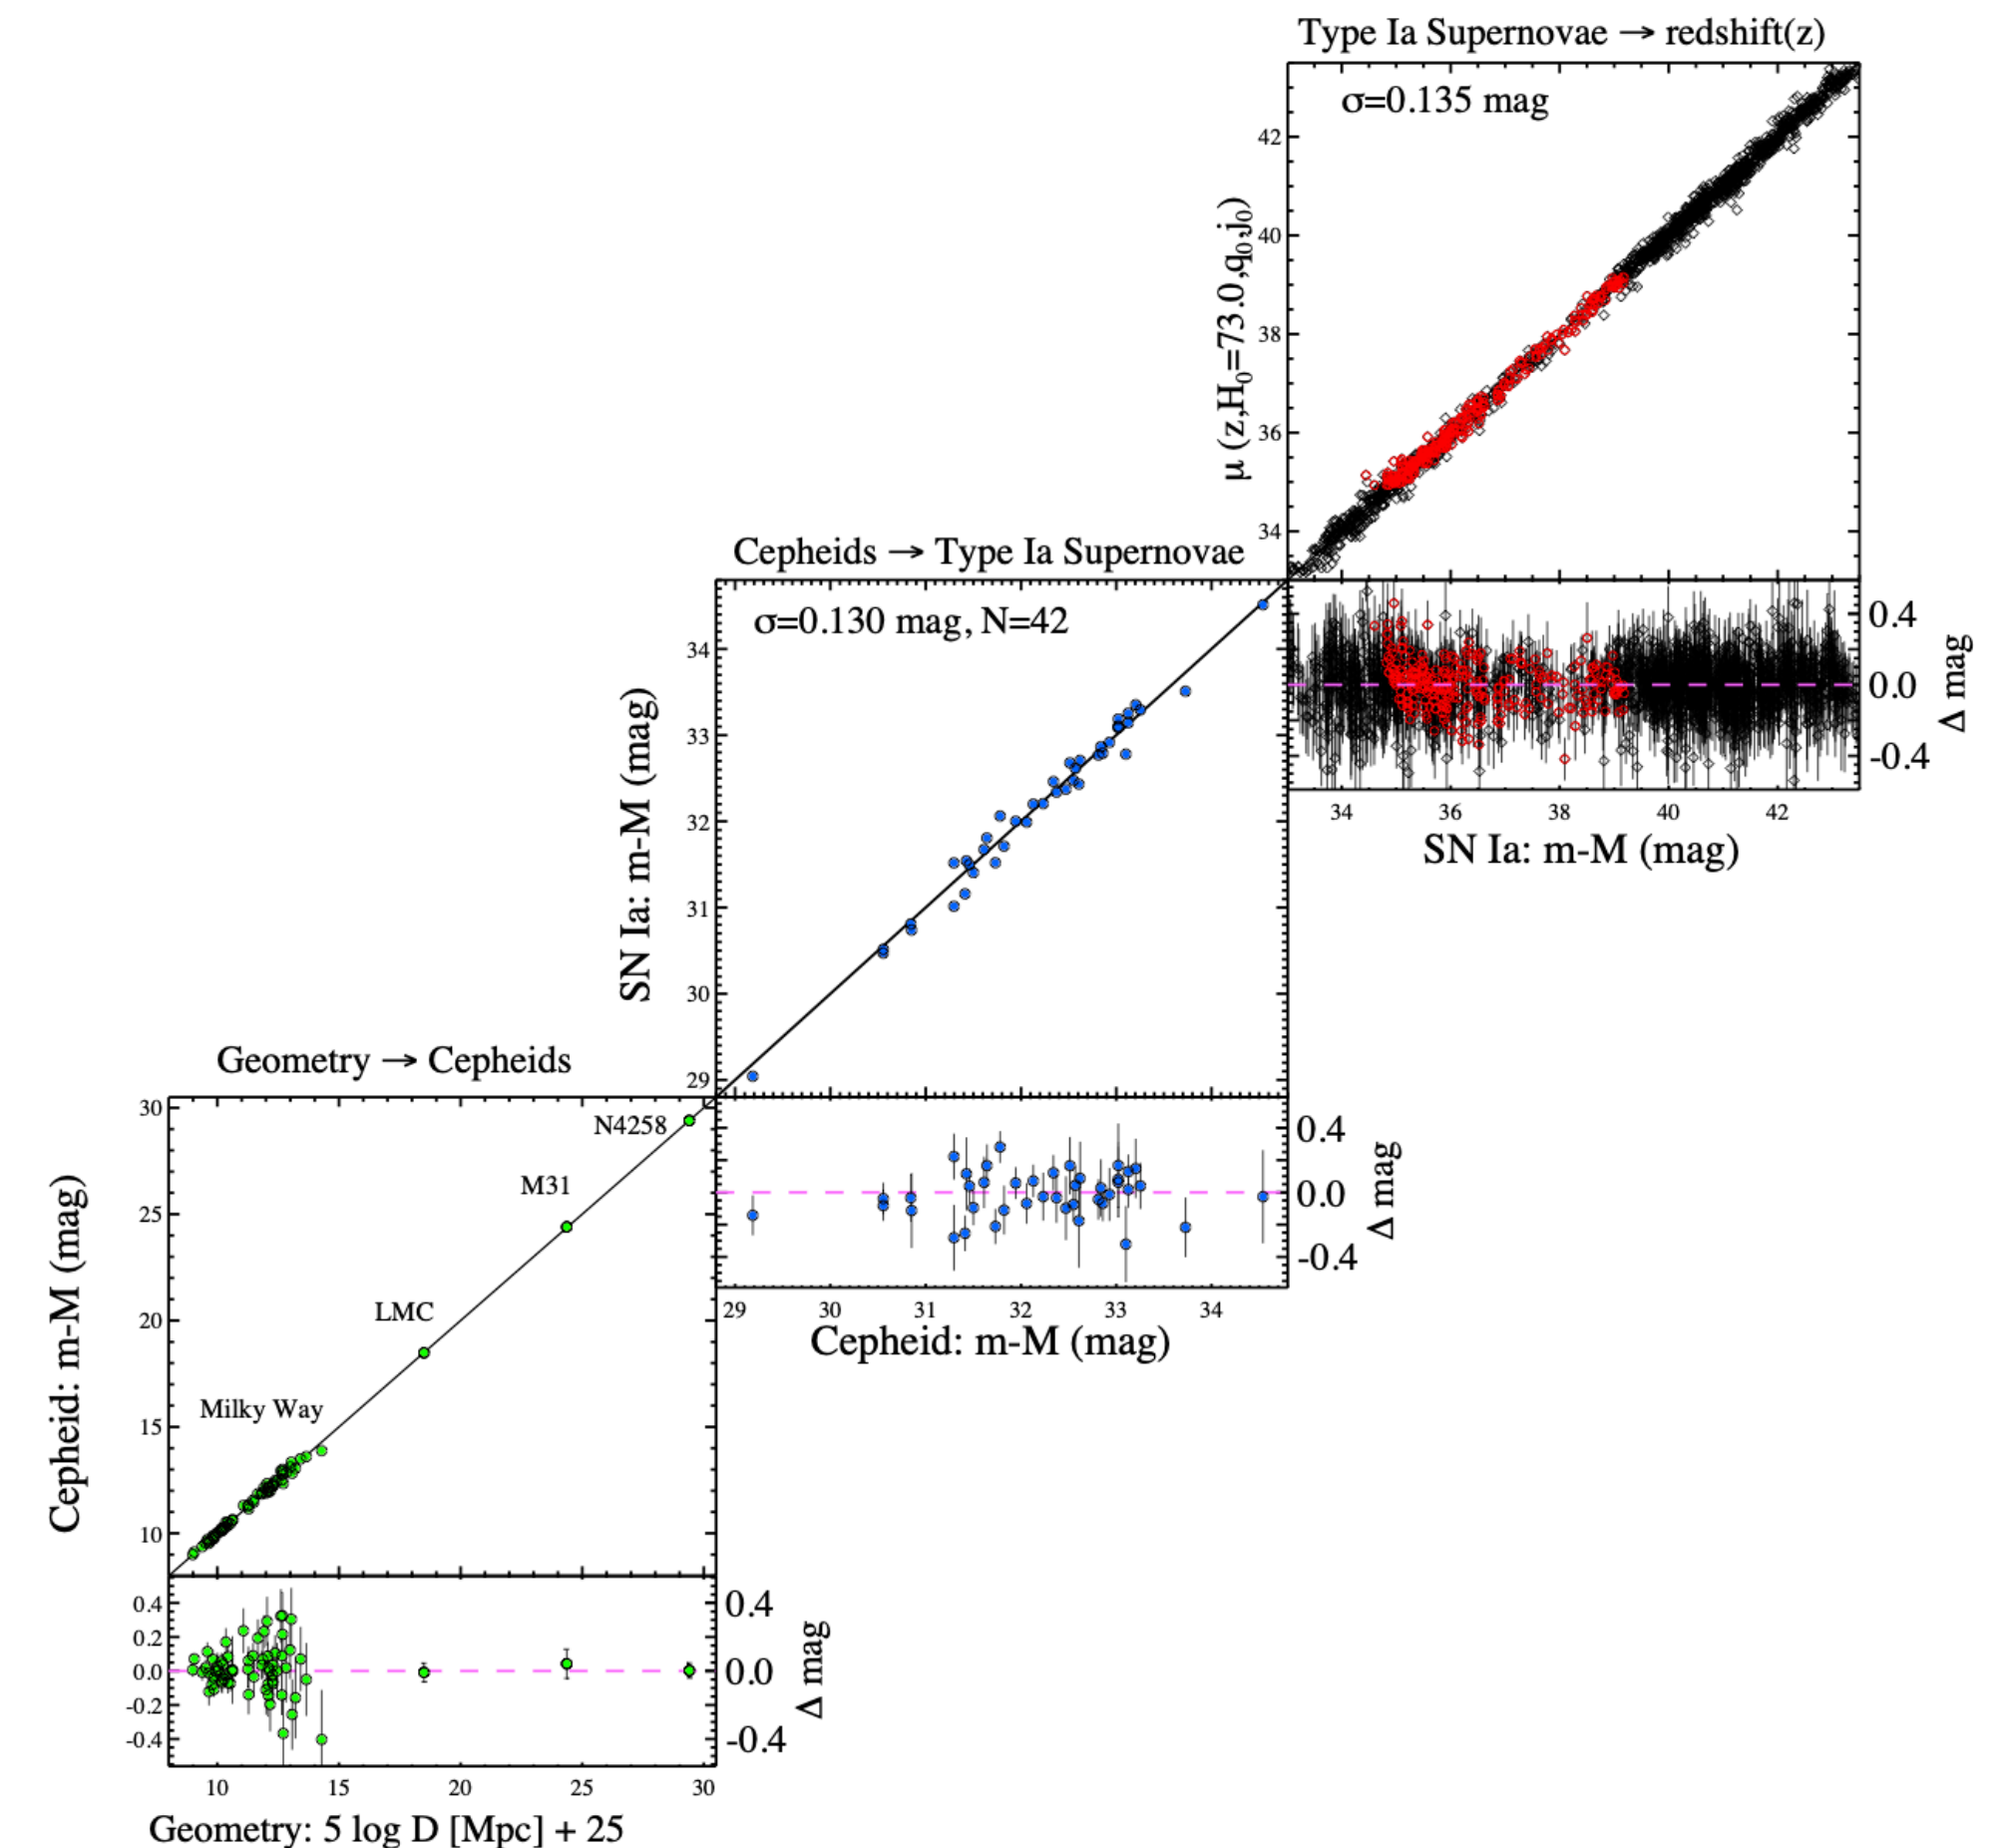 Type Ia Supernovae → redshift(z)
σ=0.135 mag
μ (z,H₀=73.0,q₀,j₀)
42
40
38
36
34
0.4
0.0
-0.4
Δ mag
34 36 38 40 42
SN Ia: m-M (mag)
Cepheids → Type Ia Supernovae
σ=0.130 mag, N=42
SN Ia: m-M (mag)
34
33
32
31
30
29
0.4
0.0
-0.4
Δ mag
29 30 31 32 33 34
Cepheid: m-M (mag)
Geometry → Cepheids
Cepheid: m-M (mag)
30
25
20
15
10
N4258
M31
LMC
Milky Way
0.4
0.2
0.0
-0.2
-0.4
0.4
0.0
-0.4
Δ mag
10 15 20 25 30
Geometry: 5 log D [Mpc] + 25